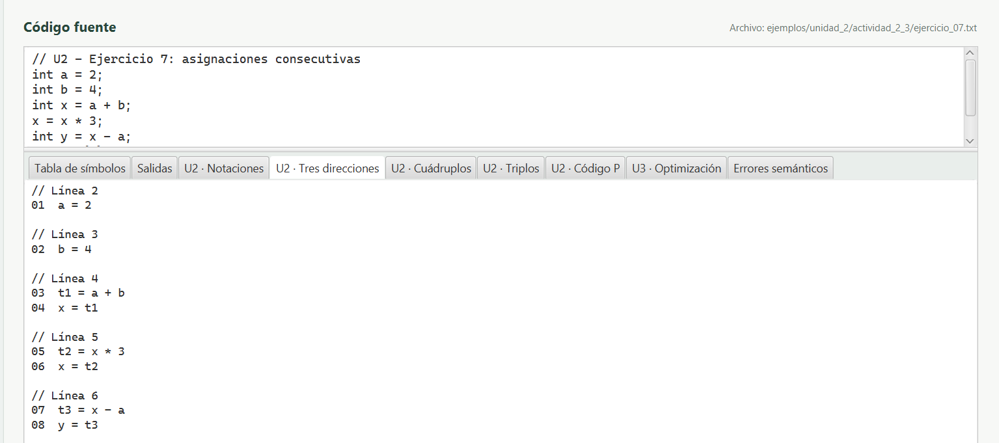 Código fuente
Archivo: ejemplos/unidad_2/actividad_2_3/ejercicio_07.txt
// U2 - Ejercicio 7: asignaciones consecutivas
int a = 2;
int b = 4;
int x = a + b;
x = x * 3;
int y = x - a;
Tabla de símbolos
Salidas
U2 · Notaciones
U2 · Tres direcciones
U2 · Cuádruplos
U2 · Triplos
U2 · Código P
U3 · Optimización
Errores semánticos
// Línea 2
01  a = 2
// Línea 3
02  b = 4
// Línea 4
03  t1 = a + b
04  x = t1
// Línea 5
05  t2 = x * 3
06  x = t2
// Línea 6
07  t3 = x - a
08  y = t3